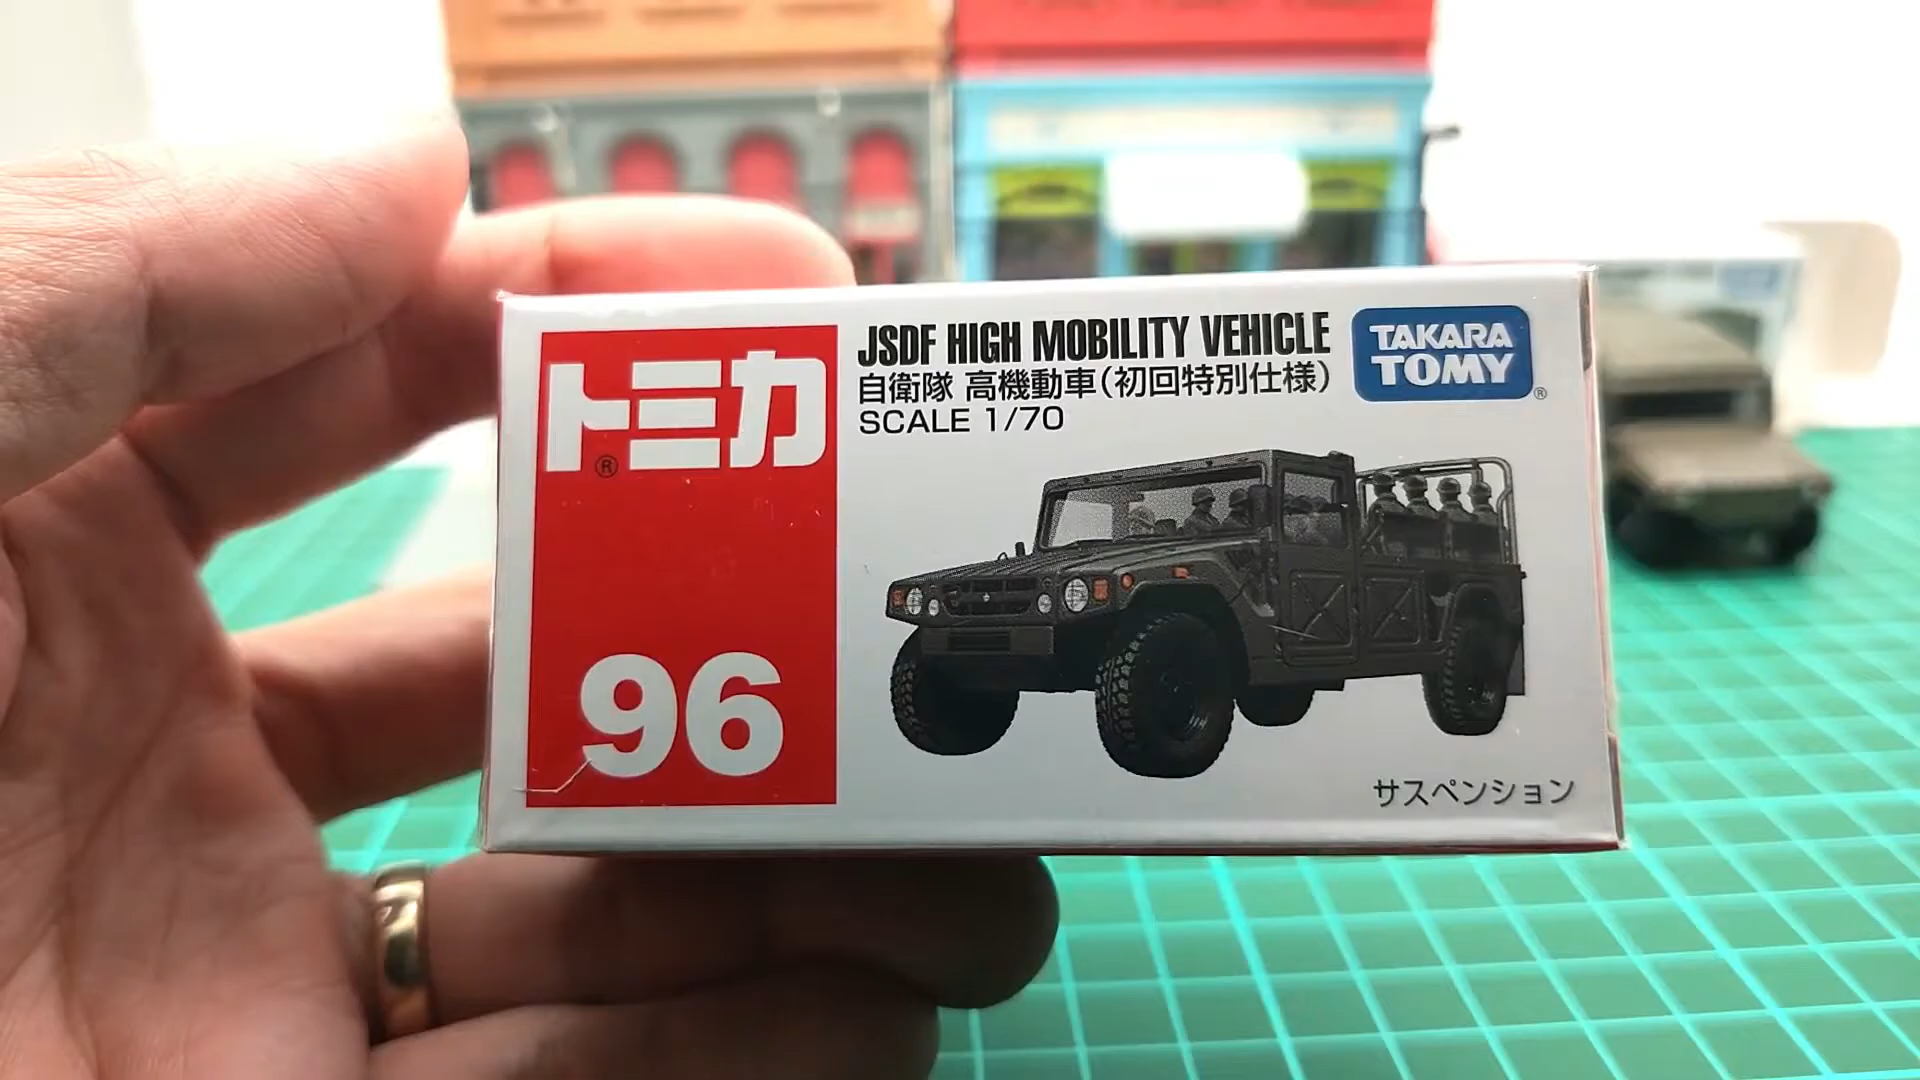 トミカ
®
96
JSDF HIGH MOBILITY VEHICLE
自衛隊 高機動車(初回特別仕様)
SCALE 1/70
TAKARA
TOMY
®
サスペンション